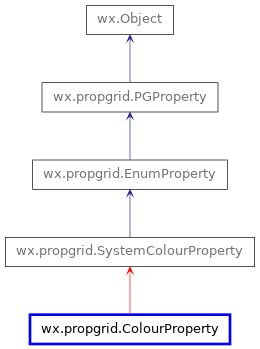 wx.Object
wx.propgrid.PGProperty
wx.propgrid.EnumProperty
wx.propgrid.SystemColourProperty
wx.propgrid.ColourProperty